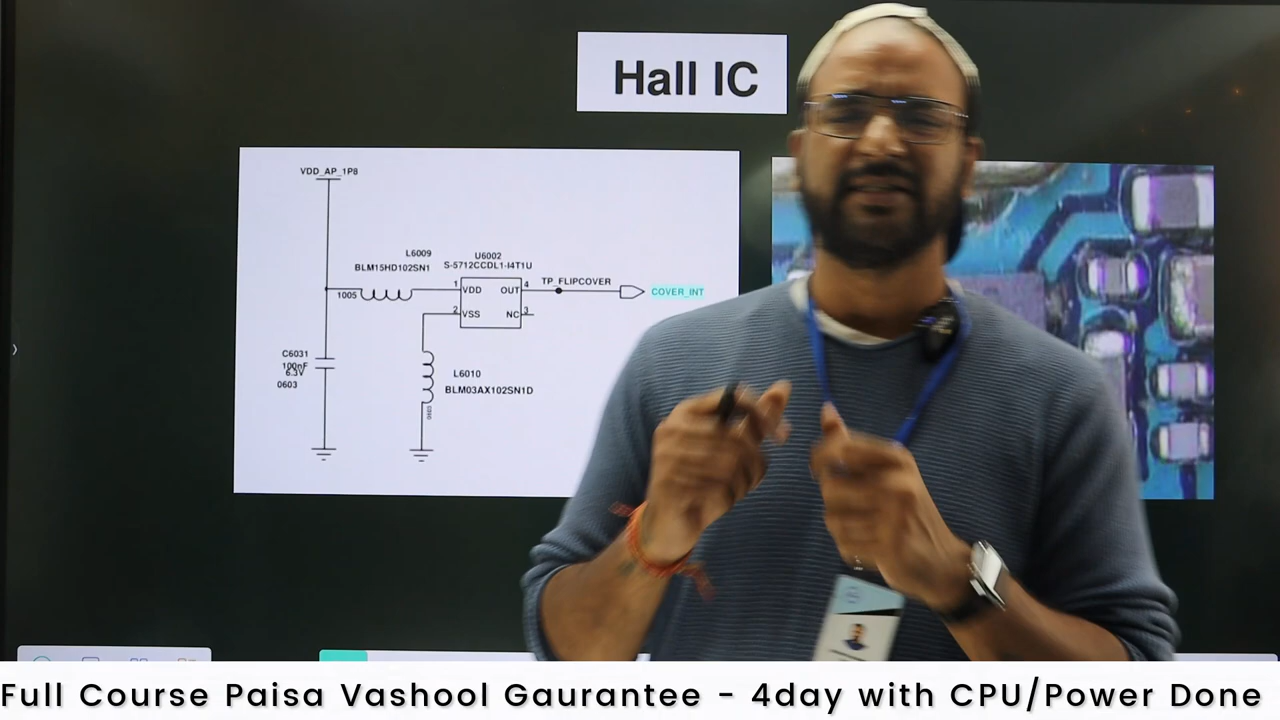 Hall IC
VDD_AP_1P8
L6009
BLM15HD102SN1
U6002
S-5712CCDL1-I4T1U
1005
1
VDD
OUT
4
TP_FLIPCOVER
COVER_INT
2
VSS
NC
3
C6031
100nF
6.3V
0603
L6010
BLM03AX102SN1D
Full Course Paisa Vashool Gaurantee - 4day with CPU/Power Done